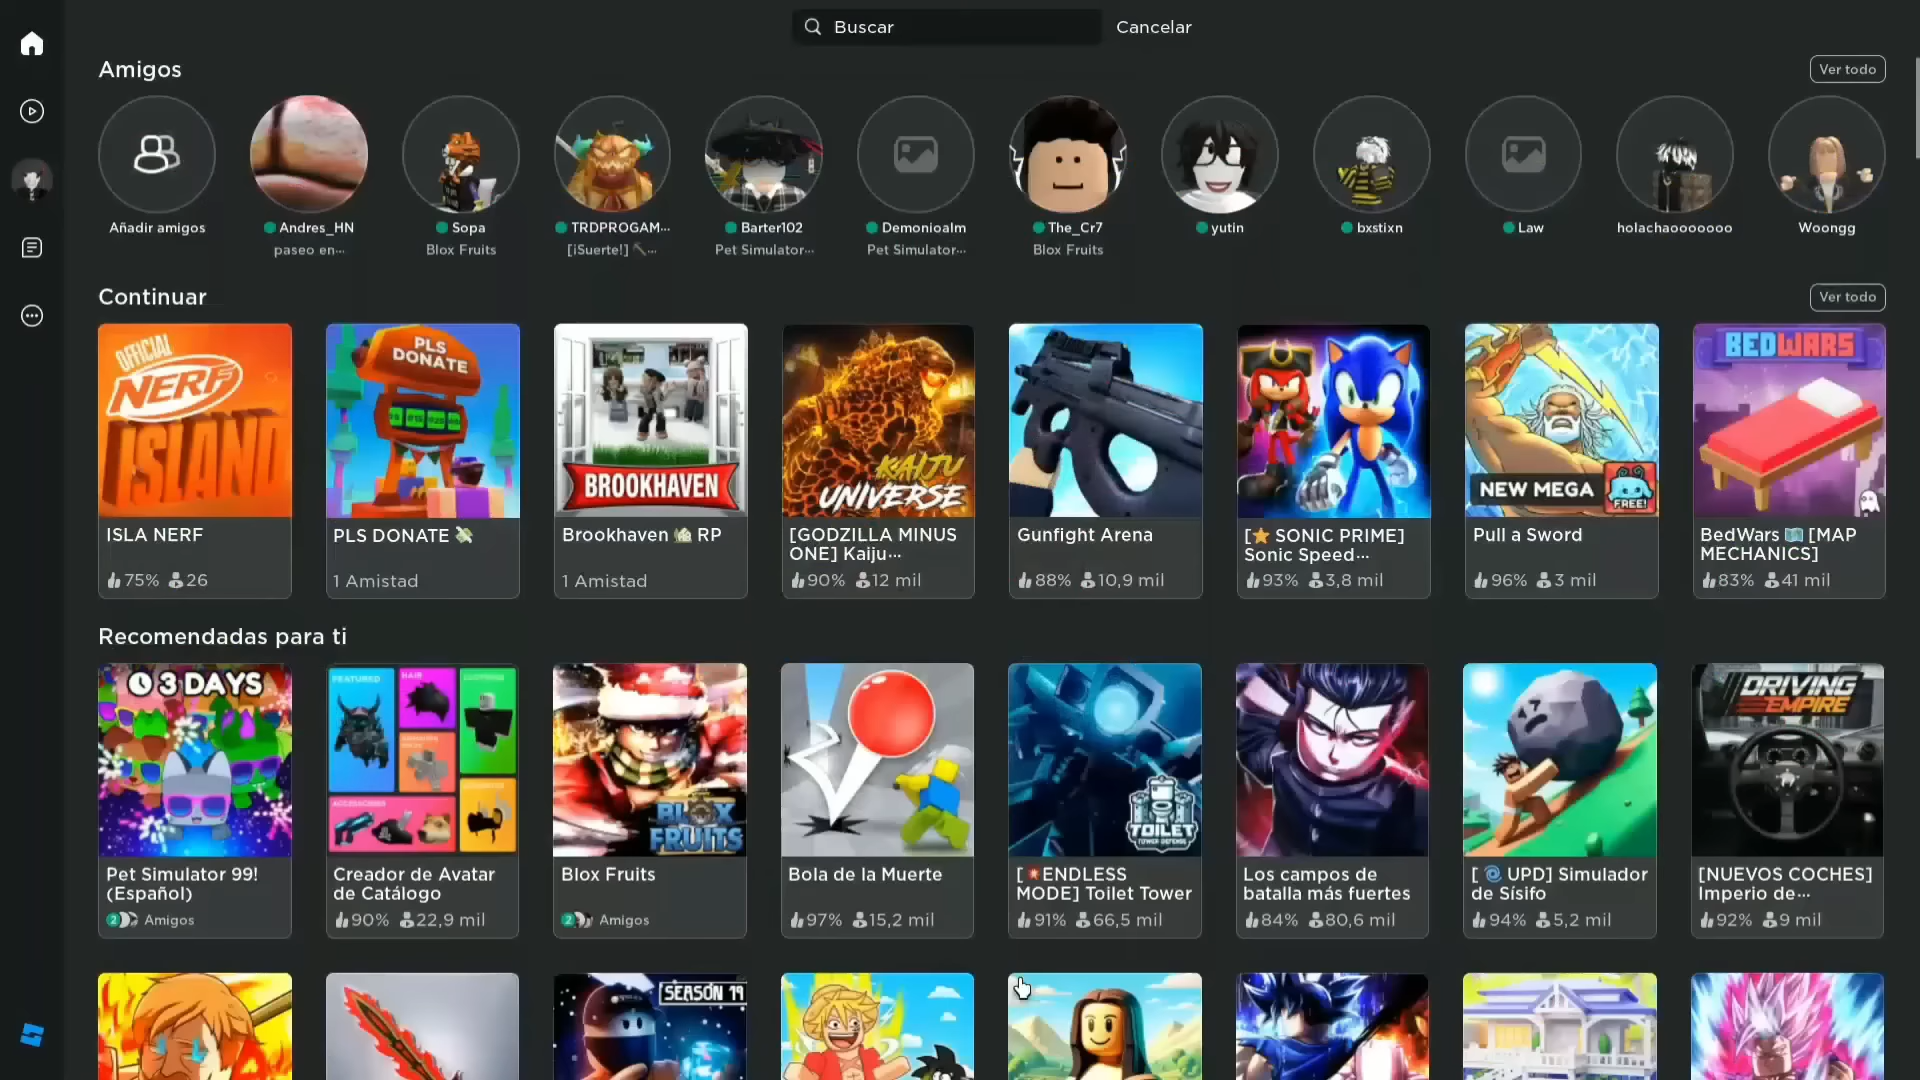 Buscar
Cancelar
Amigos
Ver todo
Añadir amigos
Andres_HN
paseo en...
Sopa
Blox Fruits
TRDPROGAM...
[¡Suerte!] ⛏...
Barter102
Pet Simulator...
Demonioalm
Pet Simulator...
The_Cr7
Blox Fruits
yutin
bxstixn
Law
holachaooooooo
Woongg
Continuar
Ver todo
OFFICIAL
NERF
ISLAND
ISLA NERF
75% 26
PLS
DONATE
PLS DONATE 💸
1 Amistad
BROOKHAVEN
Brookhaven 🏡 RP
1 Amistad
KAIJU
UNIVERSE
[GODZILLA MINUS
ONE] Kaiju...
90% 12 mil
Gunfight Arena
88% 10,9 mil
[⭐ SONIC PRIME]
Sonic Speed...
93% 3,8 mil
NEW MEGA
FREE!
Pull a Sword
96% 3 mil
BEDWARS
BedWars 🗺️ [MAP
MECHANICS]
83% 41 mil
Recomendadas para ti
3 DAYS
Pet Simulator 99!
(Español)
2 Amigos
FEATURED
HAIR
ACCESSORIES
Creador de Avatar
de Catálogo
90% 22,9 mil
BLOX
FRUITS
Blox Fruits
2 Amigos
Bola de la Muerte
97% 15,2 mil
TOILET
TOWER DEFENSE
[💥ENDLESS
MODE] Toilet Tower
91% 66,5 mil
Los campos de
batalla más fuertes
84% 80,6 mil
[🌀 UPD] Simulador
de Sísifo
94% 5,2 mil
DRIVING
EMPIRE
[NUEVOS COCHES]
Imperio de...
92% 9 mil
SEASON 19